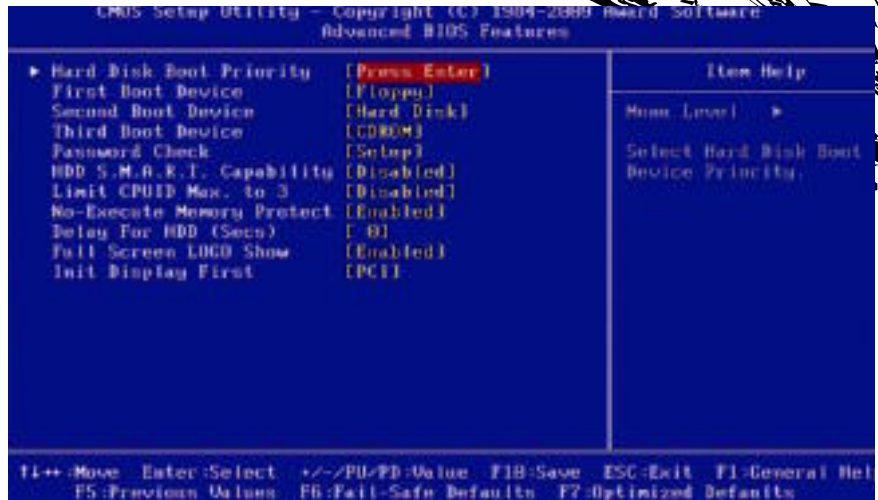 CMOS Setup Utility - Copyright (C) 1984-2009 Award Software
Advanced BIOS Features
▶ Hard Disk Boot Priority [Press Enter]
First Boot Device [Floppy]
Second Boot Device [Hard Disk]
Third Boot Device [CDROM]
Password Check [Setup]
HDD S.M.A.R.T. Capability [Disabled]
Limit CPUID Max. to 3 [Disabled]
No-Execute Memory Protect [Enabled]
Delay For HDD (Secs) [ 0]
Full Screen LOGO Show [Enabled]
Init Display First [PCI]
Item Help
Menu Level ▶
Select Hard Disk Boot
Device Priority.
↑↓→←:Move Enter:Select +/-/PU/PD:Value F10:Save ESC:Exit F1:General Hel
F5:Previous Values F6:Fail-Safe Defaults F7:Optimized Defaults